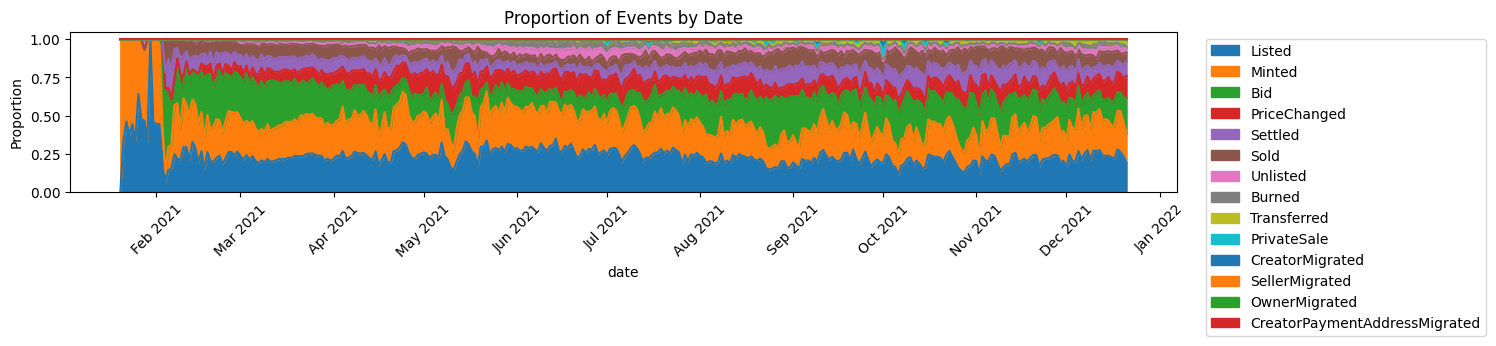 Proportion of Events by Date
Proportion
1.00
0.75
0.50
0.25
0.00
Feb 2021
Mar 2021
Apr 2021
May 2021
Jun 2021
Jul 2021
Aug 2021
Sep 2021
Oct 2021
Nov 2021
Dec 2021
Jan 2022
date
Listed
Minted
Bid
PriceChanged
Settled
Sold
Unlisted
Burned
Transferred
PrivateSale
CreatorMigrated
SellerMigrated
OwnerMigrated
CreatorPaymentAddressMigrated